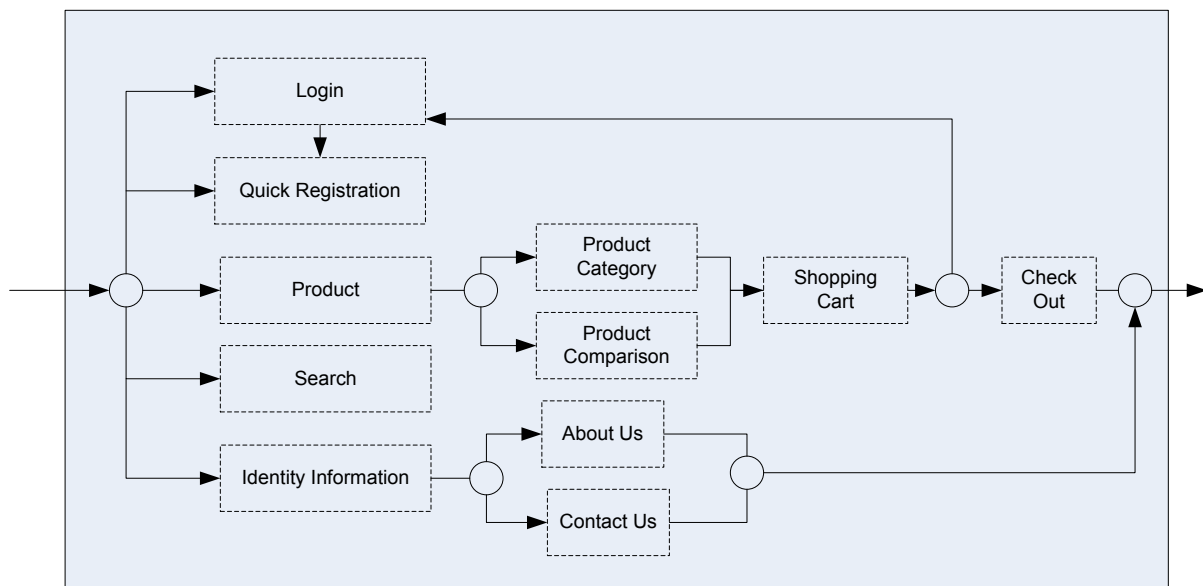 Login
Quick Registration
Product
Product
Category
Product
Comparison
Shopping
Cart
Check
Out
Search
Identity Information
About Us
Contact Us